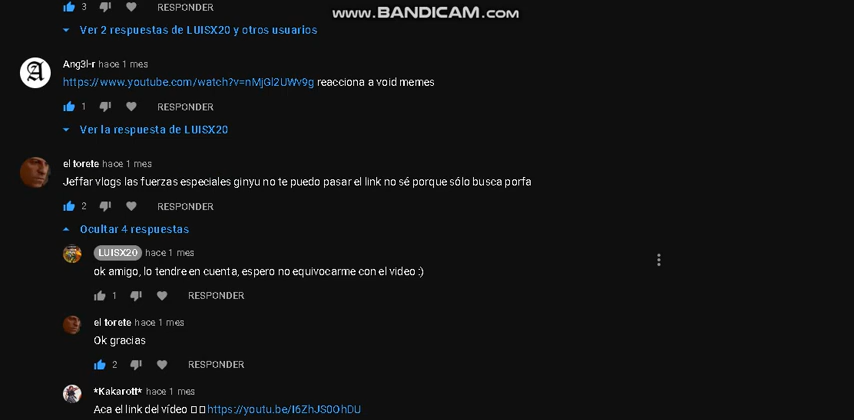 WWW.BANDICAM.COM
3 RESPONDER
Ver 2 respuestas de LUISX20 y otros usuarios
Ang3l-r hace 1 mes
https://www.youtube.com/watch?v=nMjGl2UWv9g reacciona a void memes
1 RESPONDER
Ver la respuesta de LUISX20
el torete hace 1 mes
Jeffar vlogs las fuerzas especiales ginyu no te puedo pasar el link no sé porque sólo busca porfa
2 RESPONDER
Ocultar 4 respuestas
LUISX20 hace 1 mes
ok amigo, lo tendre en cuenta, espero no equivocarme con el video :)
1 RESPONDER
el torete hace 1 mes
Ok gracias
2 RESPONDER
*Kakarott* hace 1 mes
Aca el link del vídeo https://youtu.be/I6ZhJS0QhDU